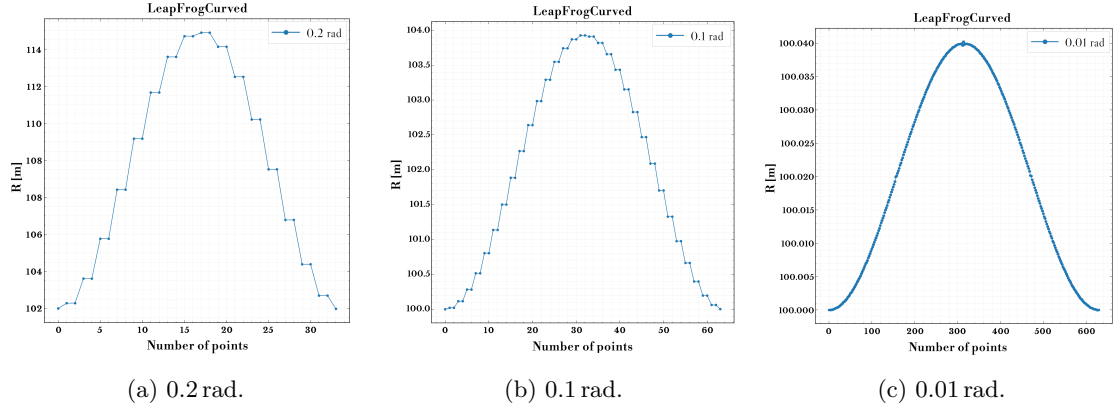 LeapFrogCurved
0.2 rad
114
112
110
108
106
104
102
R [m]
0 5 10 15 20 25 30
Number of points
(a) 0.2 rad.
LeapFrogCurved
0.1 rad
104.0
103.5
103.0
102.5
102.0
101.5
101.0
100.5
100.0
R [m]
0 10 20 30 40 50 60
Number of points
(b) 0.1 rad.
LeapFrogCurved
0.01 rad
100.040
100.035
100.030
100.025
100.020
100.015
100.010
100.005
100.000
R [m]
0 100 200 300 400 500 600
Number of points
(c) 0.01 rad.